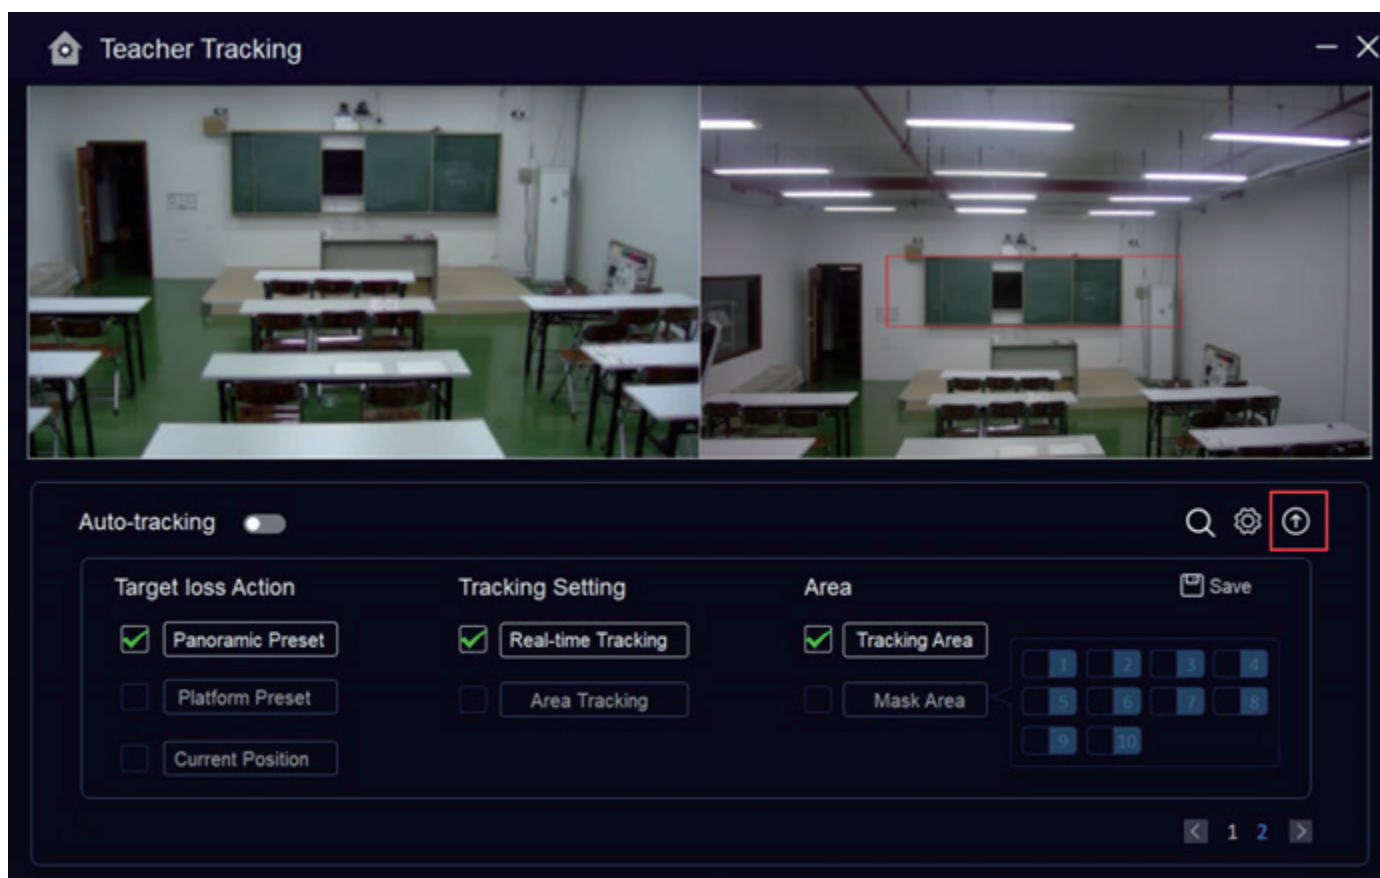 Teacher Tracking
Auto-tracking
Target loss Action Tracking Setting Area Save
Panoramic Preset Real-time Tracking Tracking Area
1 2 3 4
Platform Preset Area Tracking Mask Area 5 6 7 8
9 10
Current Position
1 2